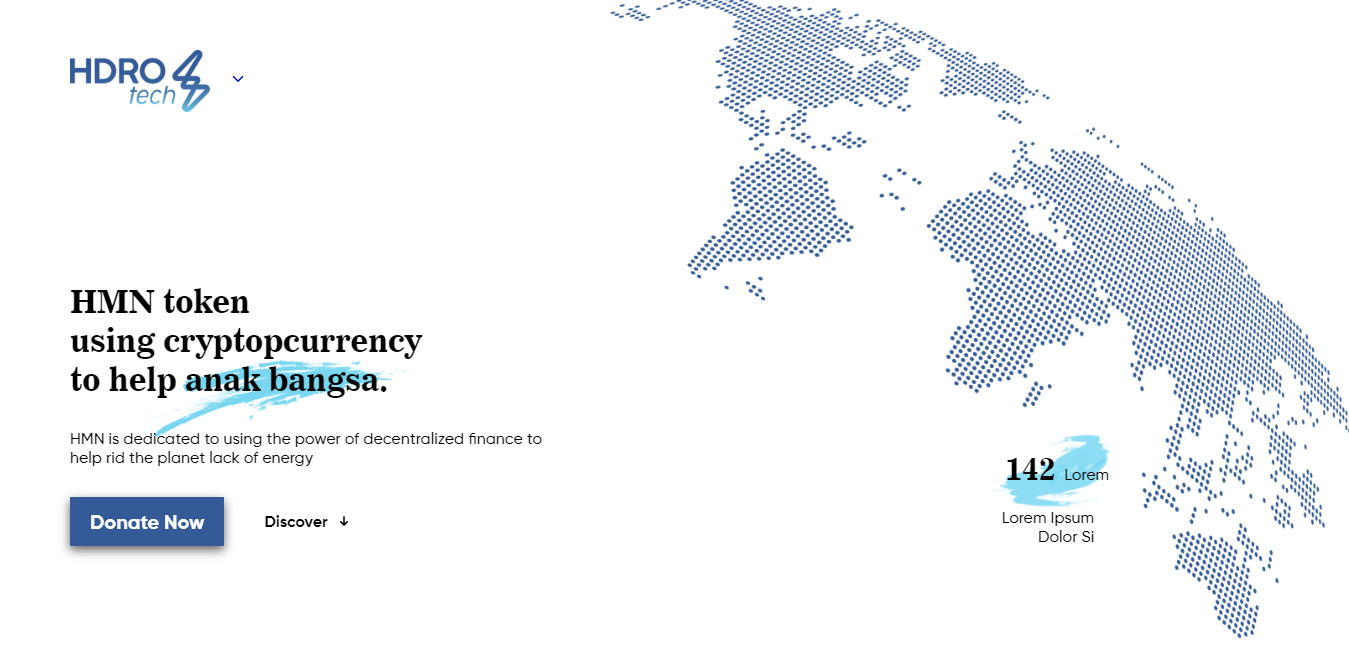 HDRO
tech
HMN token
using cryptopcurrency
to help anak bangsa.
HMN is dedicated to using the power of decentralized finance to
help rid the planet lack of energy
Donate Now
Discover ↓
142 Lorem
Lorem Ipsum
Dolor Si